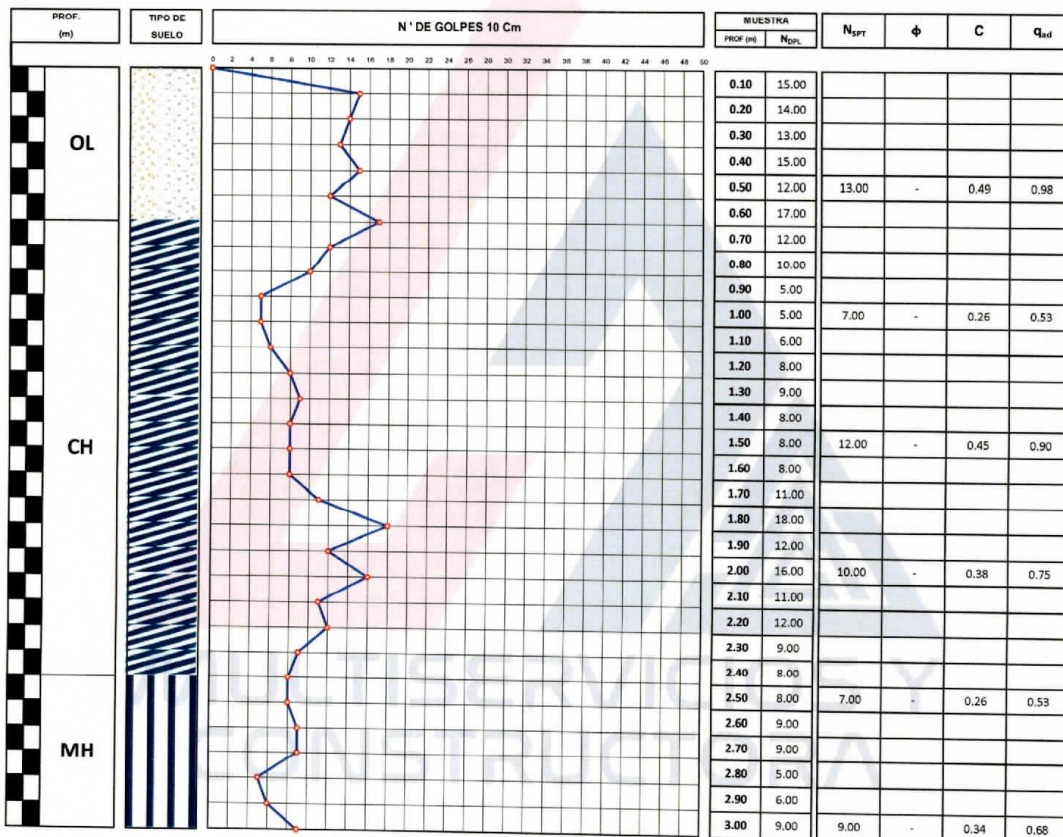 PROF. (m) TIPO DE SUELO N ' DE GOLPES 10 Cm MUESTRA N_SPT ϕ C q_ad
PROF (m) N_DPL
0 2 4 6 8 10 12 14 16 18 20 22 24 26 28 30 32 34 36 38 40 42 44 46 48 50
0.10 15.00
0.20 14.00
0.30 13.00
OL
0.40 15.00
0.50 12.00 13.00 - 0.49 0.98
0.60 17.00
0.70 12.00
0.80 10.00
0.90 5.00
1.00 5.00 7.00 - 0.26 0.53
1.10 6.00
1.20 8.00
1.30 9.00
1.40 8.00
CH
1.50 8.00 12.00 - 0.45 0.90
1.60 8.00
1.70 11.00
1.80 18.00
1.90 12.00
2.00 16.00 10.00 - 0.38 0.75
2.10 11.00
2.20 12.00
2.30 9.00
2.40 8.00
2.50 8.00 7.00 - 0.26 0.53
2.60 9.00
MH
2.70 9.00
2.80 5.00
2.90 6.00
3.00 9.00 9.00 - 0.34 0.68
MULTISERVICIOS Y
CONSTRUCTORA